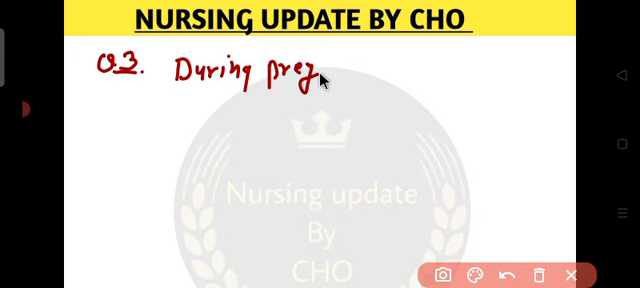 NURSING UPDATE BY CHO
Q3. During preg
Nursing update
By
CHO